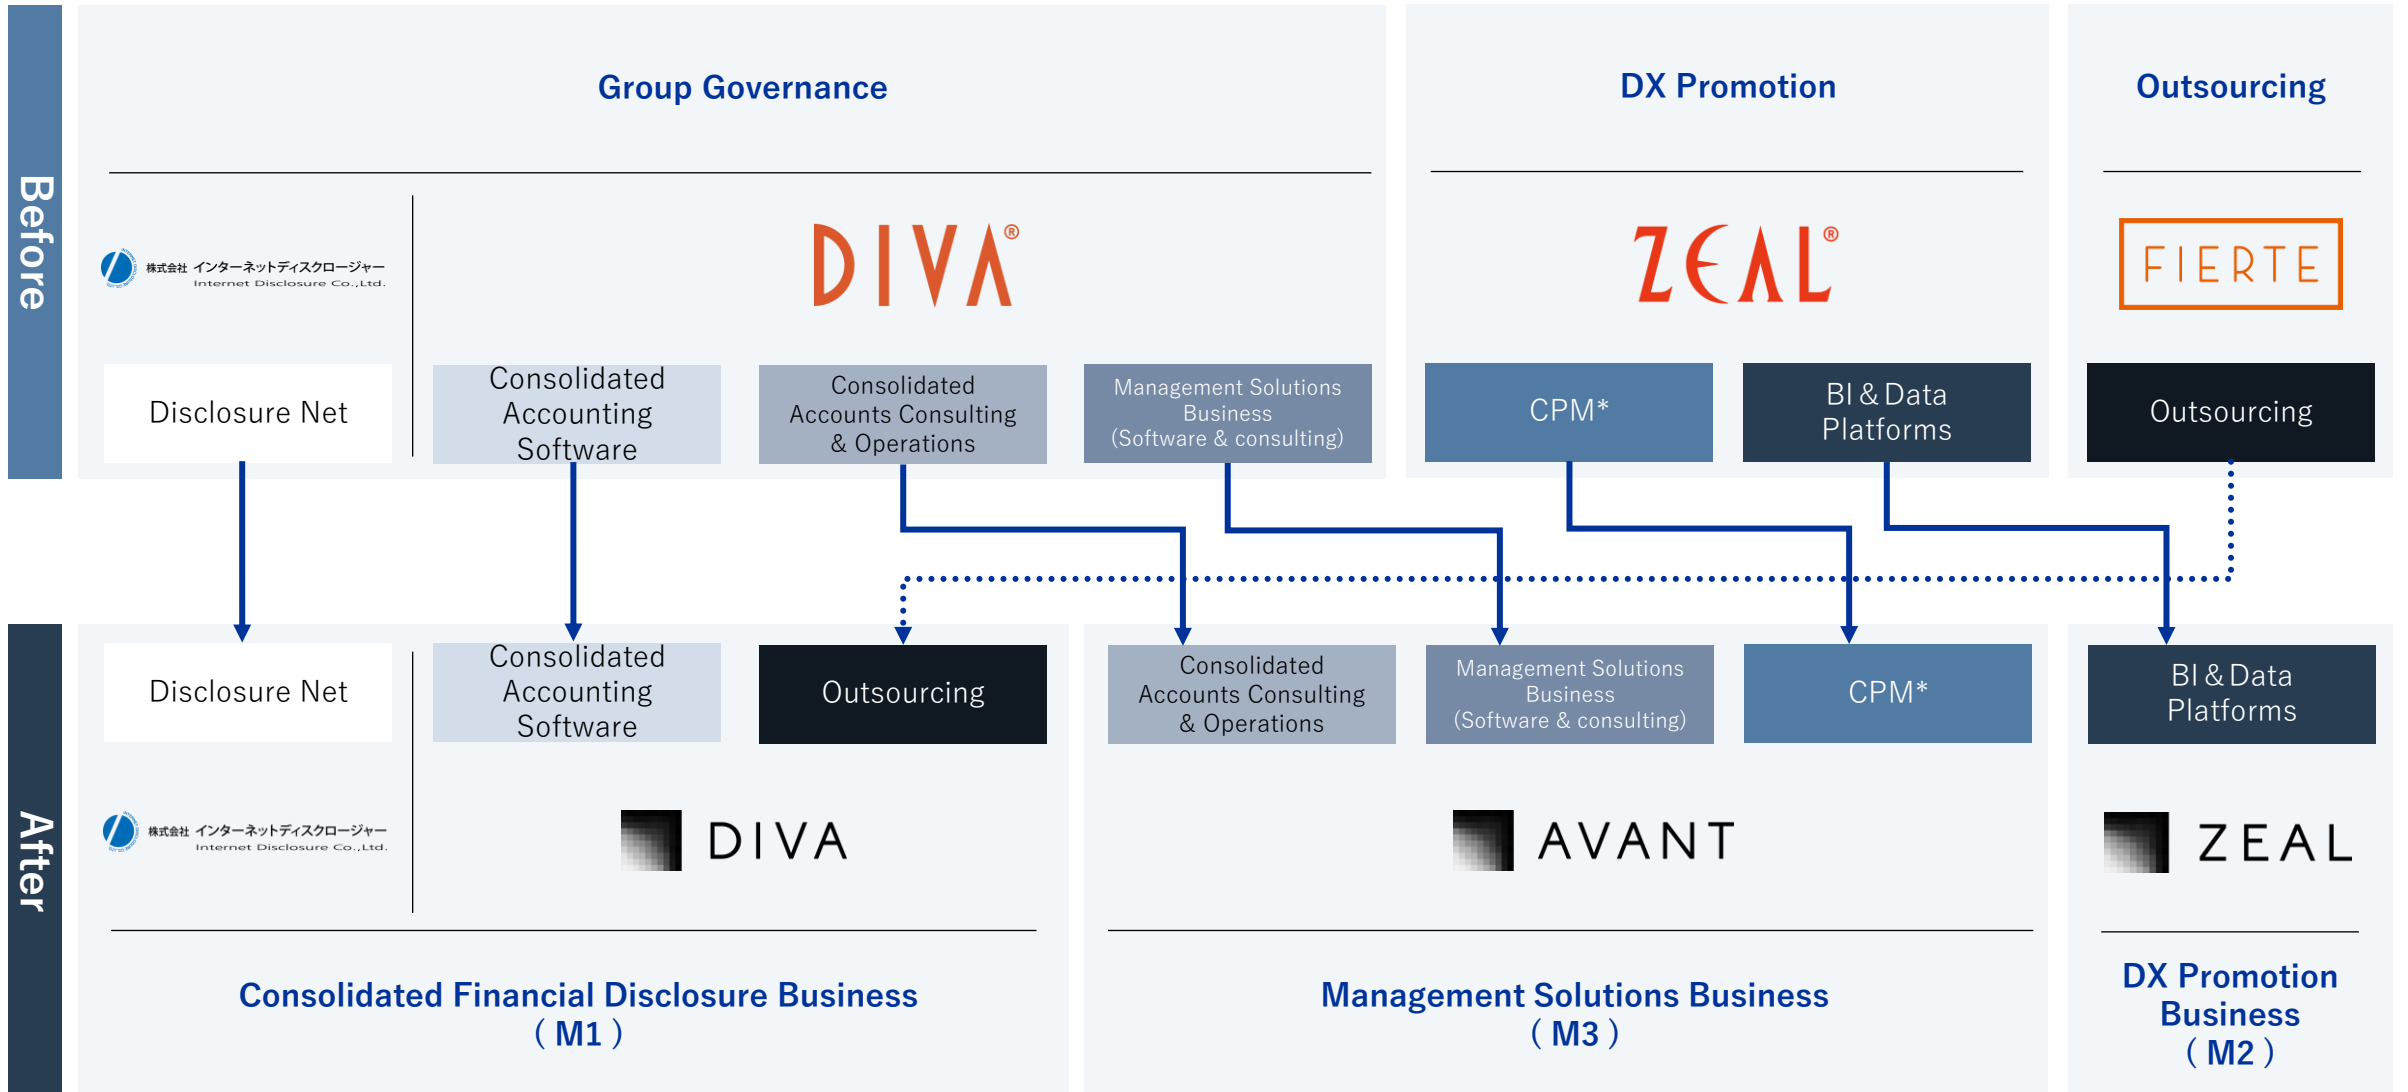 Before
Group Governance
DX Promotion
Outsourcing
株式会社 インターネットディスクロージャー
Internet Disclosure Co.,Ltd.
DIVA®
ZEAL®
FIERTE
Disclosure Net
Consolidated
Accounting
Software
Consolidated
Accounts Consulting
& Operations
Management Solutions
Business
(Software & consulting)
CPM*
BI & Data
Platforms
Outsourcing
After
Disclosure Net
Consolidated
Accounting
Software
Outsourcing
Consolidated
Accounts Consulting
& Operations
Management Solutions
Business
(Software & consulting)
CPM*
BI & Data
Platforms
株式会社 インターネットディスクロージャー
Internet Disclosure Co.,Ltd.
DIVA
AVANT
ZEAL
Consolidated Financial Disclosure Business
( M1 )
Management Solutions Business
( M3 )
DX Promotion
Business
( M2 )